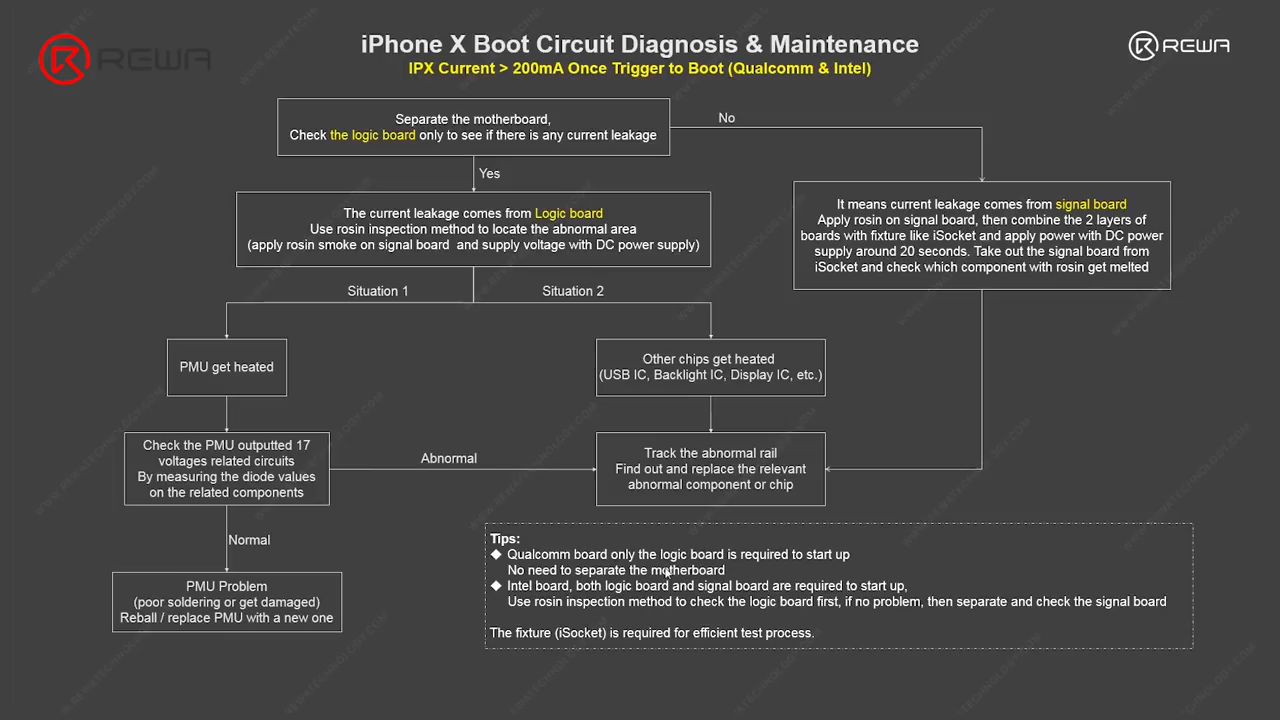 REWA
iPhone X Boot Circuit Diagnosis & Maintenance
REWA
IPX Current > 200mA Once Trigger to Boot (Qualcomm & Intel)
Separate the motherboard,
Check the logic board only to see if there is any current leakage
No
Yes
The current leakage comes from Logic board
Use rosin inspection method to locate the abnormal area
(apply rosin smoke on signal board and supply voltage with DC power supply)
It means current leakage comes from signal board
Apply rosin on signal board, then combine the 2 layers of
boards with fixture like iSocket and apply power with DC power
supply around 20 seconds. Take out the signal board from
iSocket and check which component with rosin get melted
Situation 1
Situation 2
PMU get heated
Other chips get heated
(USB IC, Backlight IC, Display IC, etc.)
Check the PMU outputted 17
voltages related circuits
By measuring the diode values
on the related components
Abnormal
Track the abnormal rail
Find out and replace the relevant
abnormal component or chip
Normal
PMU Problem
(poor soldering or get damaged)
Reball / replace PMU with a new one
Tips:
◆ Qualcomm board only the logic board is required to start up
No need to separate the motherboard
◆ Intel board, both logic board and signal board are required to start up,
Use rosin inspection method to check the logic board first, if no problem, then separate and check the signal board
The fixture (iSocket) is required for efficient test process.